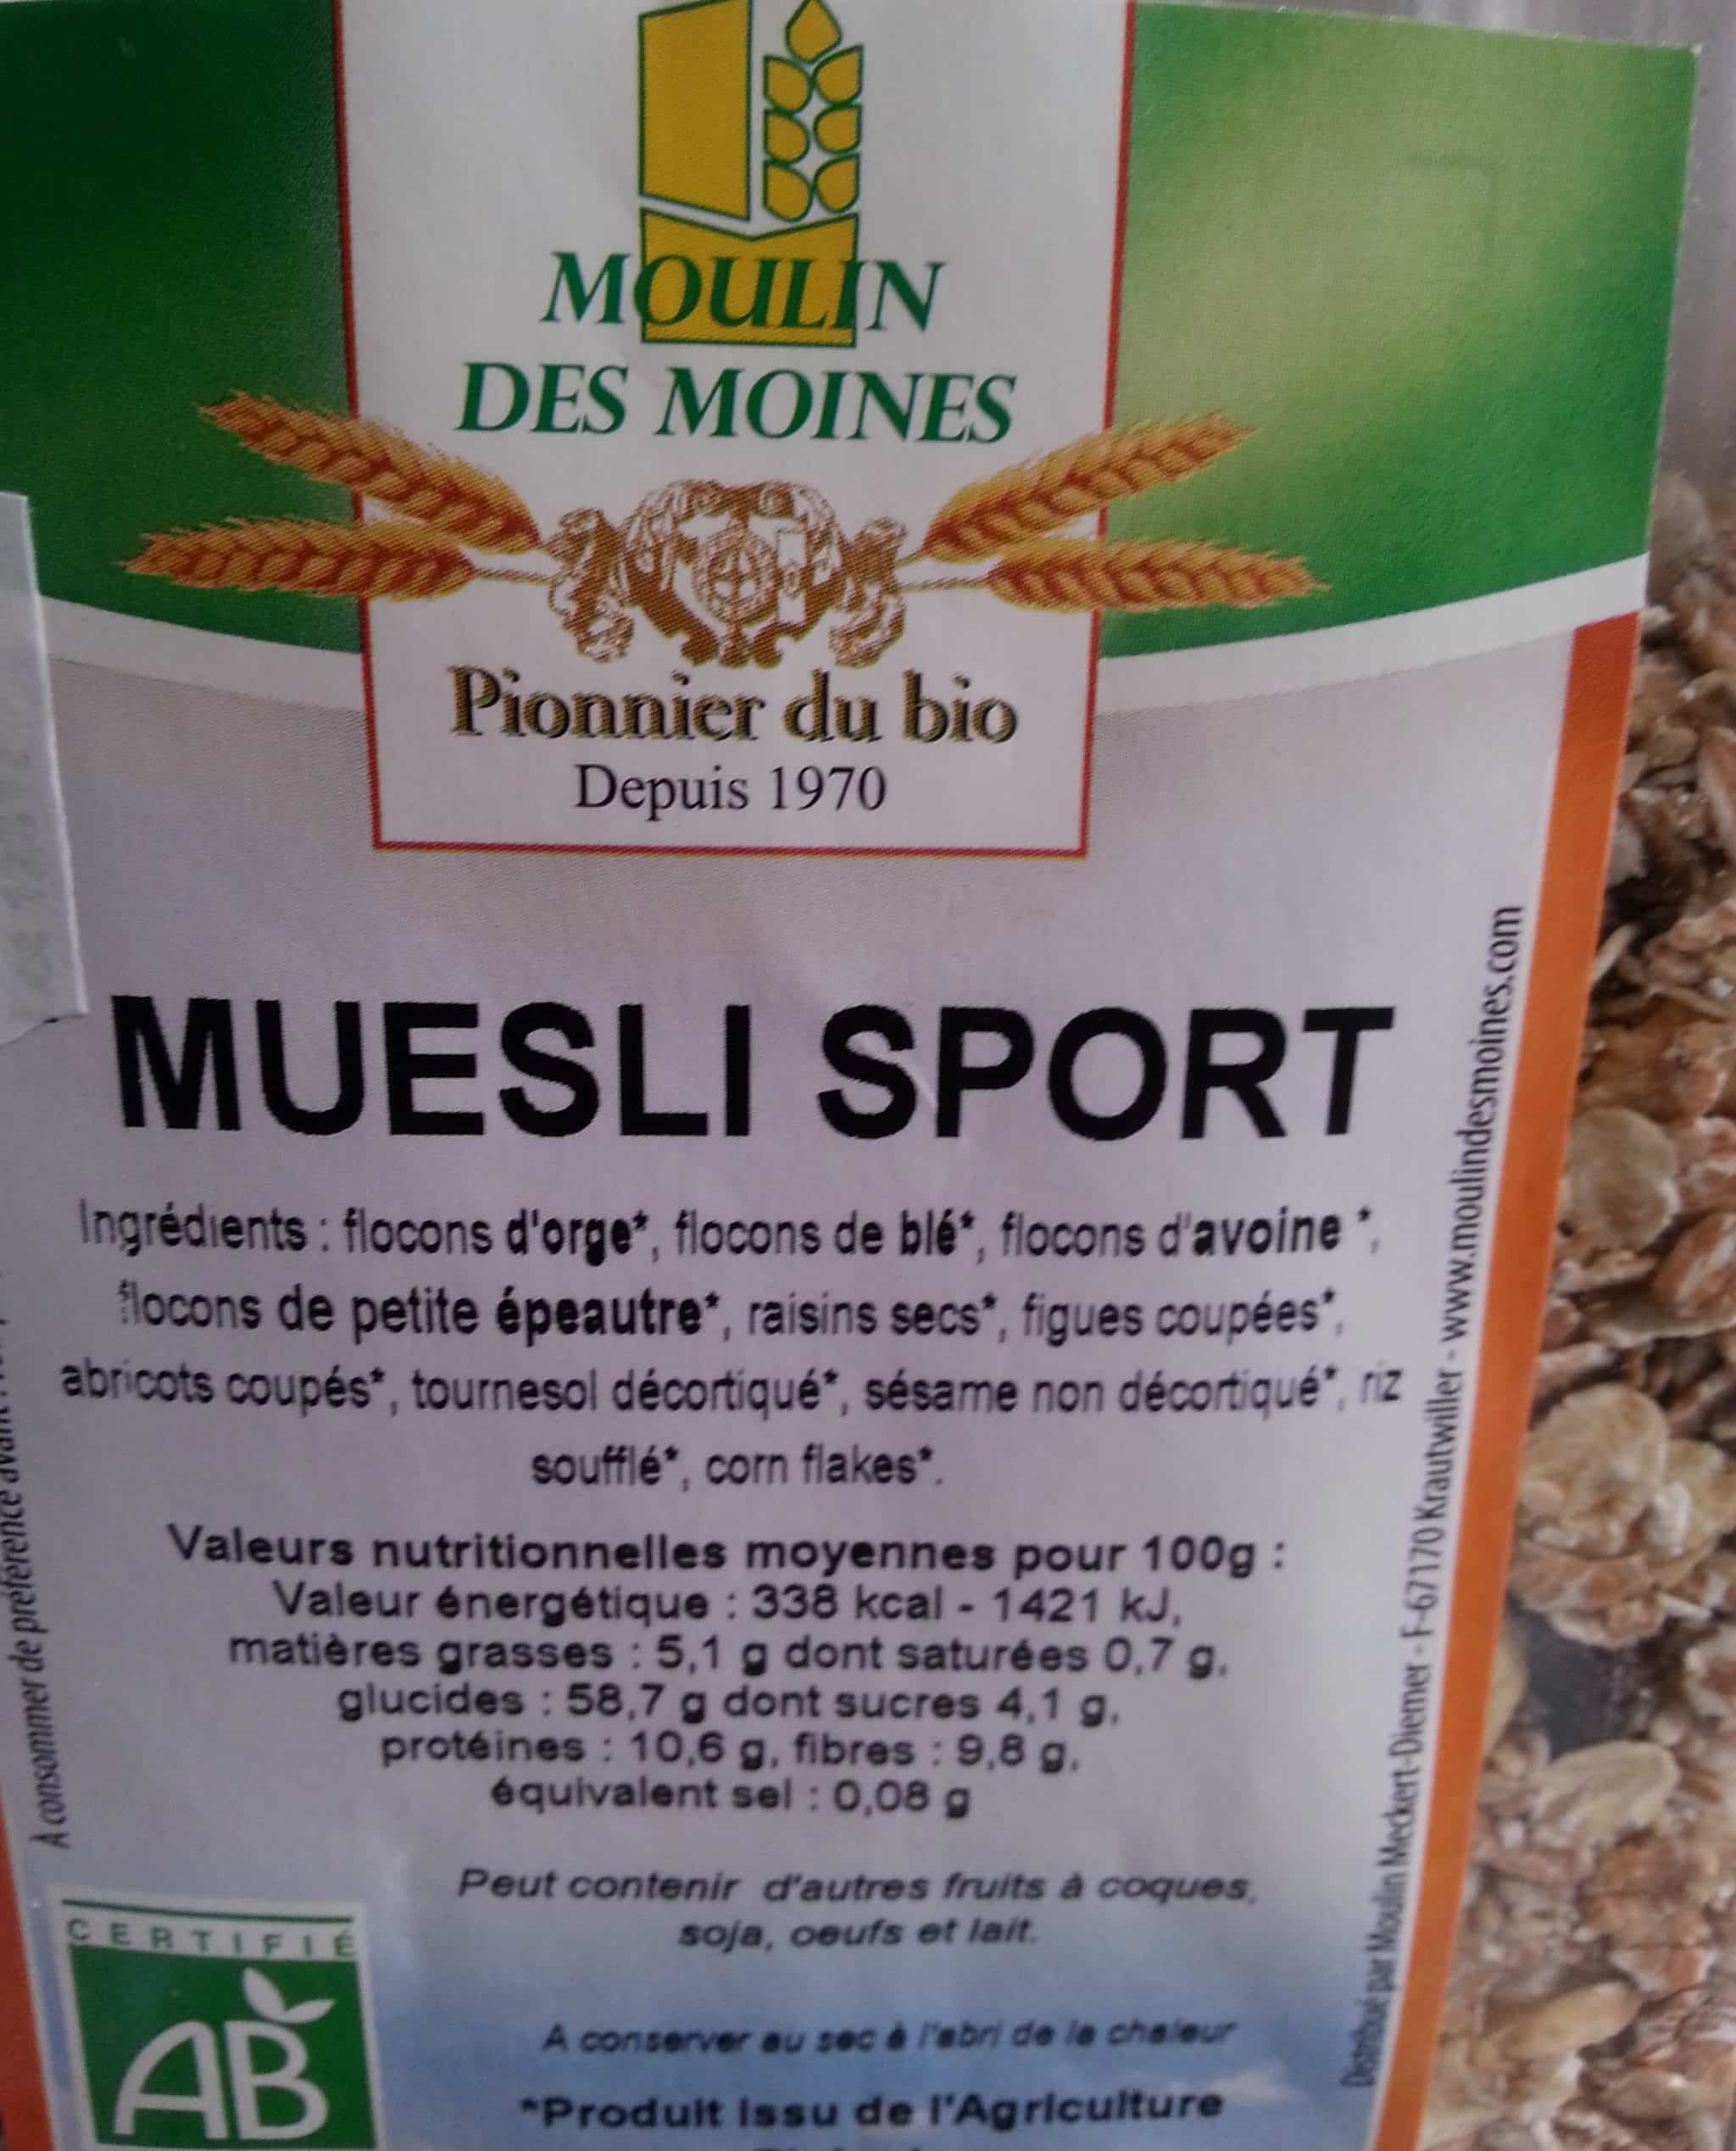 MOULIN
DES MOINES
Pionnier du bio
Depuis 1970
MUESLI SPORT
Ingrédients : flocons d'orge*, flocons de blé*, flocons d'avoine *,
flocons de petite épeautre*, raisins secs*, figues coupées*,
abricots coupés*, tournesol décortiqué*, sésame non décortiqué*, riz
soufflé*, corn flakes*.
Valeurs nutritionnelles moyennes pour 100g :
Valeur énergétique : 338 kcal - 1421 kJ,
matières grasses : 5,1 g dont saturées 0,7 g,
glucides : 58,7 g dont sucres 4,1 g,
protéines : 10,6 g, fibres : 9,8 g,
équivalent sel : 0,08 g
Peut contenir d'autres fruits à coques,
soja, oeufs et lait.
A conserver au sec à l'abri de la chaleur
*Produit issu de l'Agriculture
CERTIFIÉ
AB
A consommer de préférence avant
Distribué par Moulin Meckert-Diemer - F-67170 Krautwiller - www.moulindesmoines.com